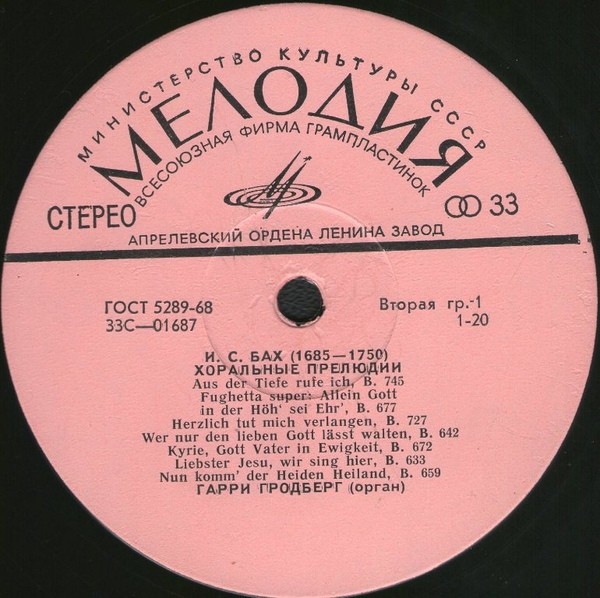 МИНИСТЕРСТВО КУЛЬТУРЫ СССР
МЕЛОДИЯ
ВСЕСОЮЗНАЯ ФИРМА ГРАМПЛАСТИНОК
СТЕРЕО
33
АПРЕЛЕВСКИЙ ОРДЕНА ЛЕНИНА ЗАВОД
ГОСТ 5289-68
Вторая гр.-1
33С—01687
1-20
И. С. БАХ (1685—1750)
ХОРАЛЬНЫЕ ПРЕЛЮДИИ
Aus der Tiefe rufe ich, B. 745
Fughetta super: Allein Gott
in der Höh' sei Ehr', B. 677
Herzlich tut mich verlangen, B. 727
Wer nur den lieben Gott lässt walten, B. 642
Kyrie, Gott Vater in Ewigkeit, B. 672
Liebster Jesu, wir sing hier, B. 633
Nun komm' der Heiden Heiland, B. 659
ГАРРИ ГРОДБЕРГ (орган)